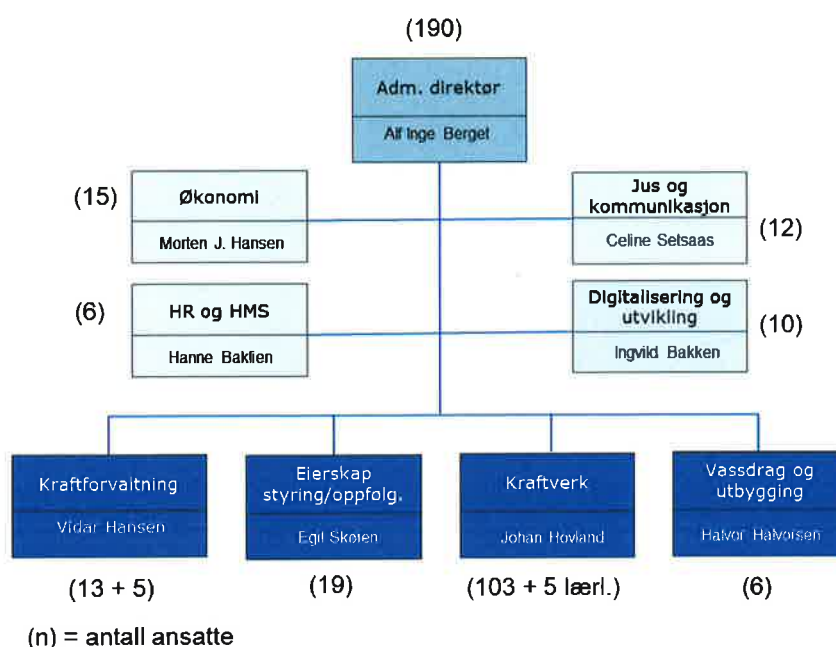 (190)
Adm. direktør
Alf Inge Berget
(15)
Økonomi
Morten J. Hansen
Jus og
kommunikasjon
Celine Setsaas
(12)
(6)
HR og HMS
Hanne Baklien
Digitalisering og
utvikling
Ingvild Bakken
(10)
Kraftforvaltning
Vidar Hansen
Eierskap
styring/oppfølg.
Egil Skøien
Kraftverk
Johan Hovland
Vassdrag og
utbygging
Halvor Halvorsen
(13 + 5)
(19)
(103 + 5 lærl.)
(6)
(n) = antall ansatte